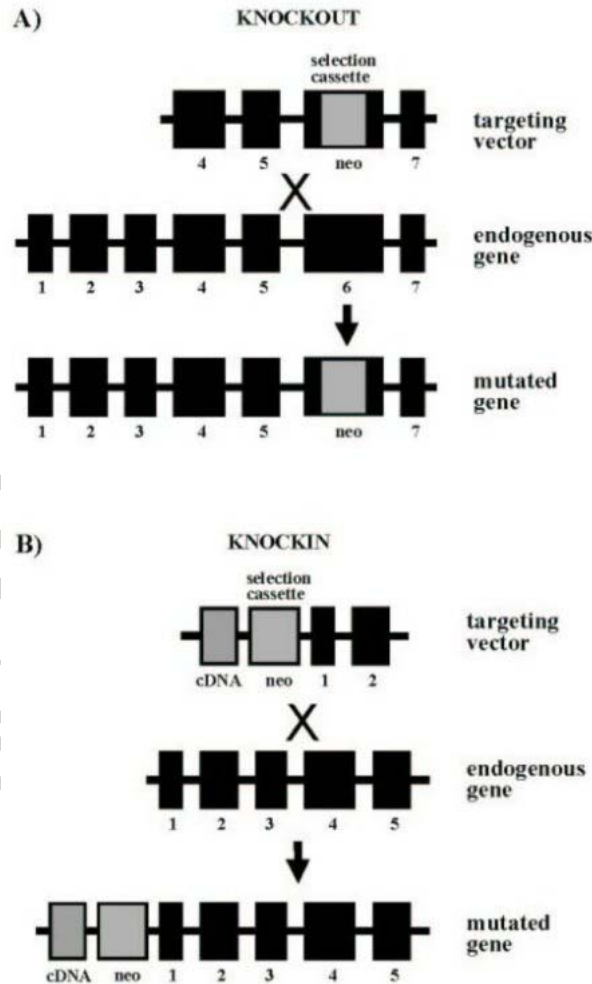 A)
KNOCKOUT
selection
cassette
targeting
vector
4 5 neo 7
X
endogenous
gene
1 2 3 4 5 6 7
mutated
gene
1 2 3 4 5 neo 7
B)
KNOCKIN
selection
cassette
targeting
vector
cDNA neo 1 2
X
endogenous
gene
1 2 3 4 5
mutated
gene
cDNA neo 1 2 3 4 5